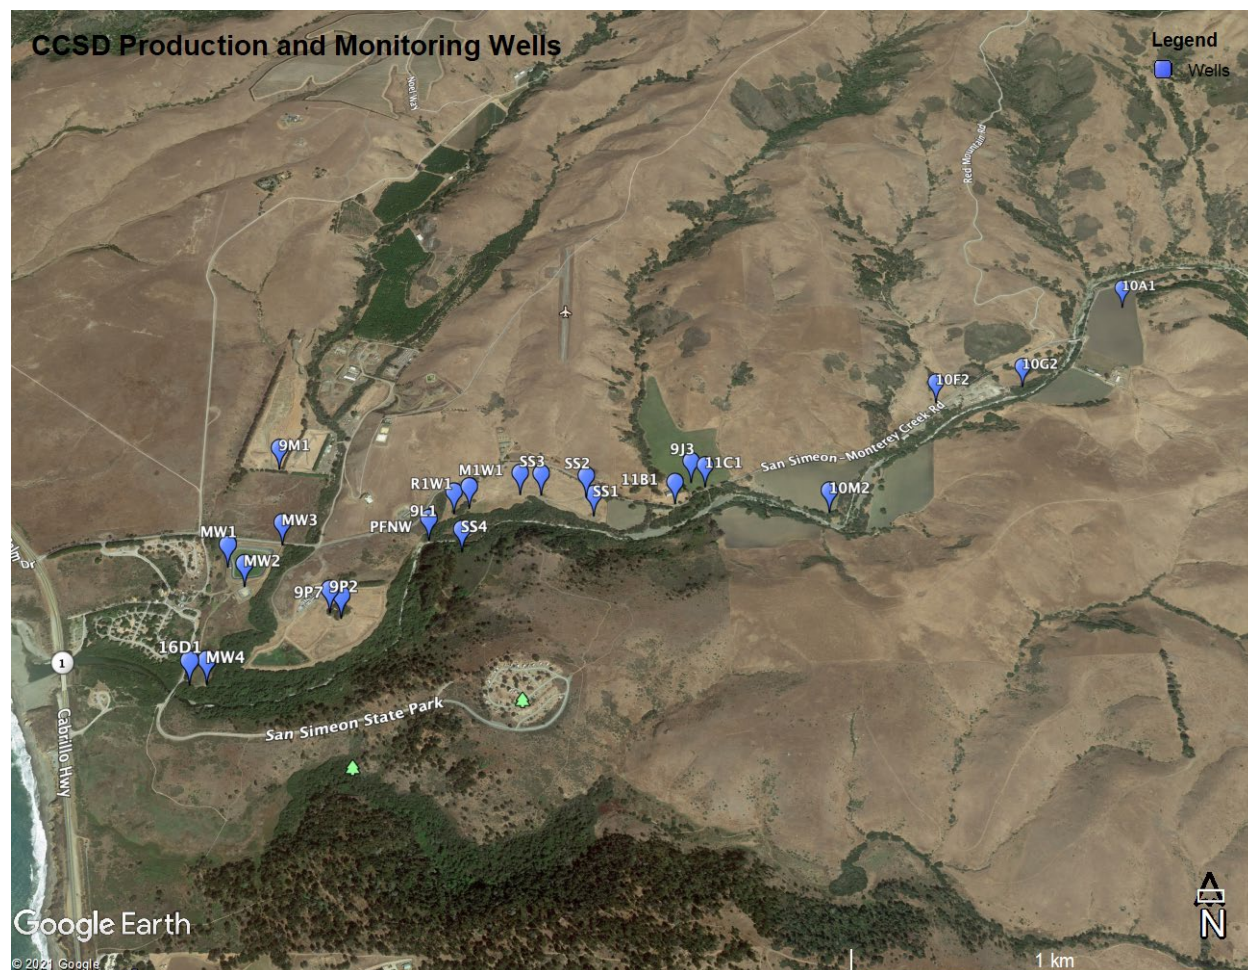 CCSD Production and Monitoring Wells
Legend
Wells
Noel Way
Red Mountain Rd
10A1
10G2
10F2
San Simeon-Monterey Creek Rd
9J3
11C1
11B1
10M2
SS3
SS2
SS1
M1W1
R1W1
9L1
PFNW
SS4
9M1
MW3
MW1
MW2
9P7
9P2
16D1
MW4
1
San Simeon State Park
Cabrillo Hwy
Google Earth
N
© 2021 Google
1 km